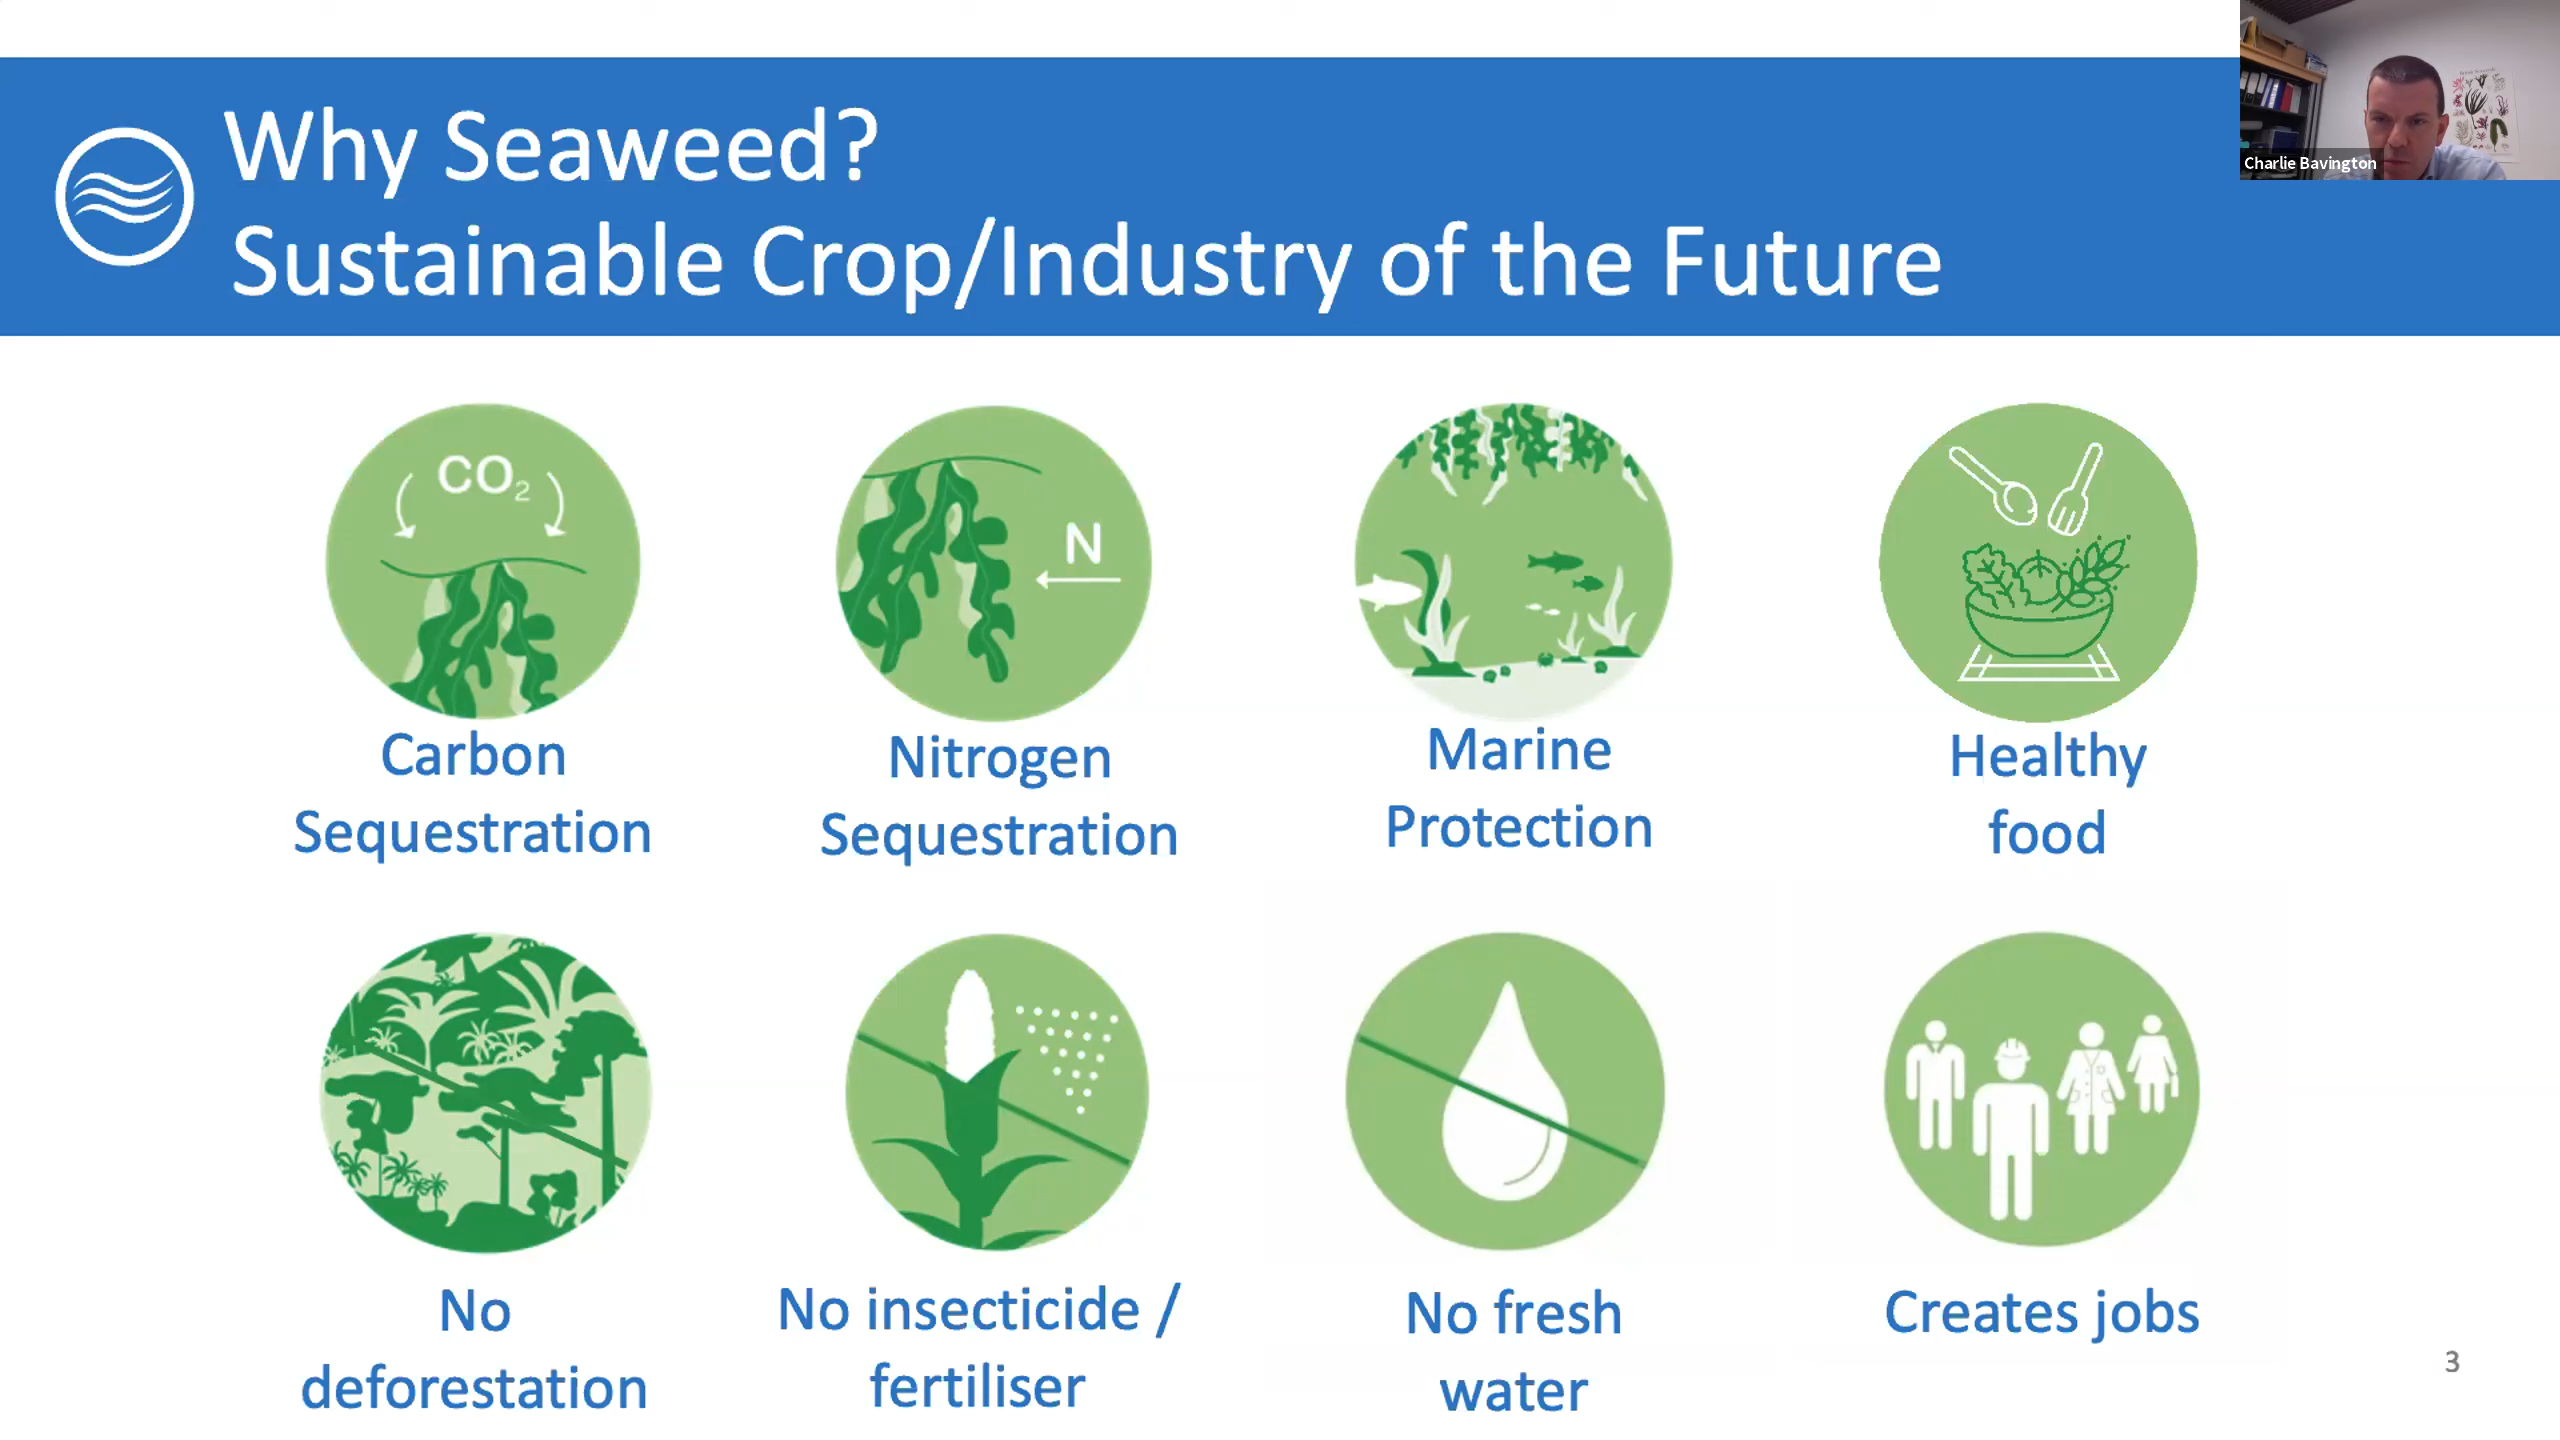 Why Seaweed?
Sustainable Crop/Industry of the Future
Charlie Bavington
CO₂
N
Carbon
Sequestration
Nitrogen
Sequestration
Marine
Protection
Healthy
food
No
deforestation
No insecticide /
fertiliser
No fresh
water
Creates jobs
3